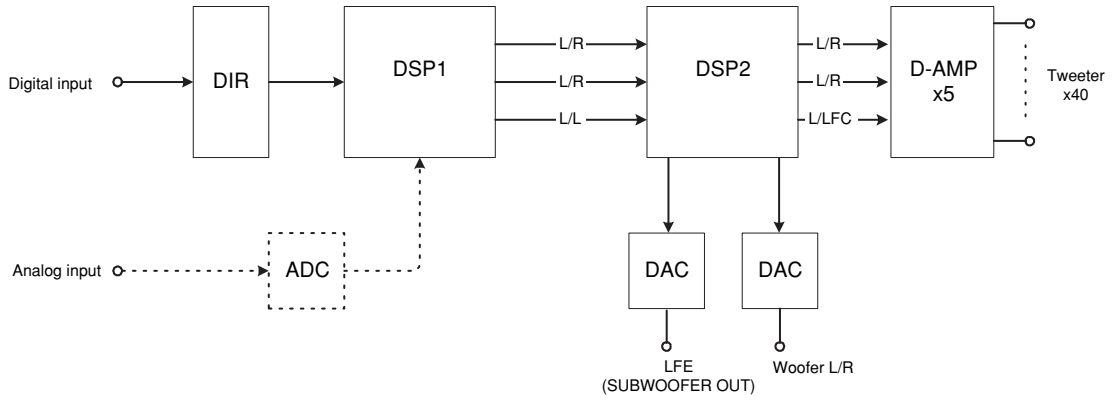 Digital input
DIR
DSP1
L/R
L/R
L/L
DSP2
L/R
L/R
L/LFC
D-AMP
x5
Tweeter
x40
Analog input
ADC
DAC
DAC
LFE
(SUBWOOFER OUT)
Woofer L/R